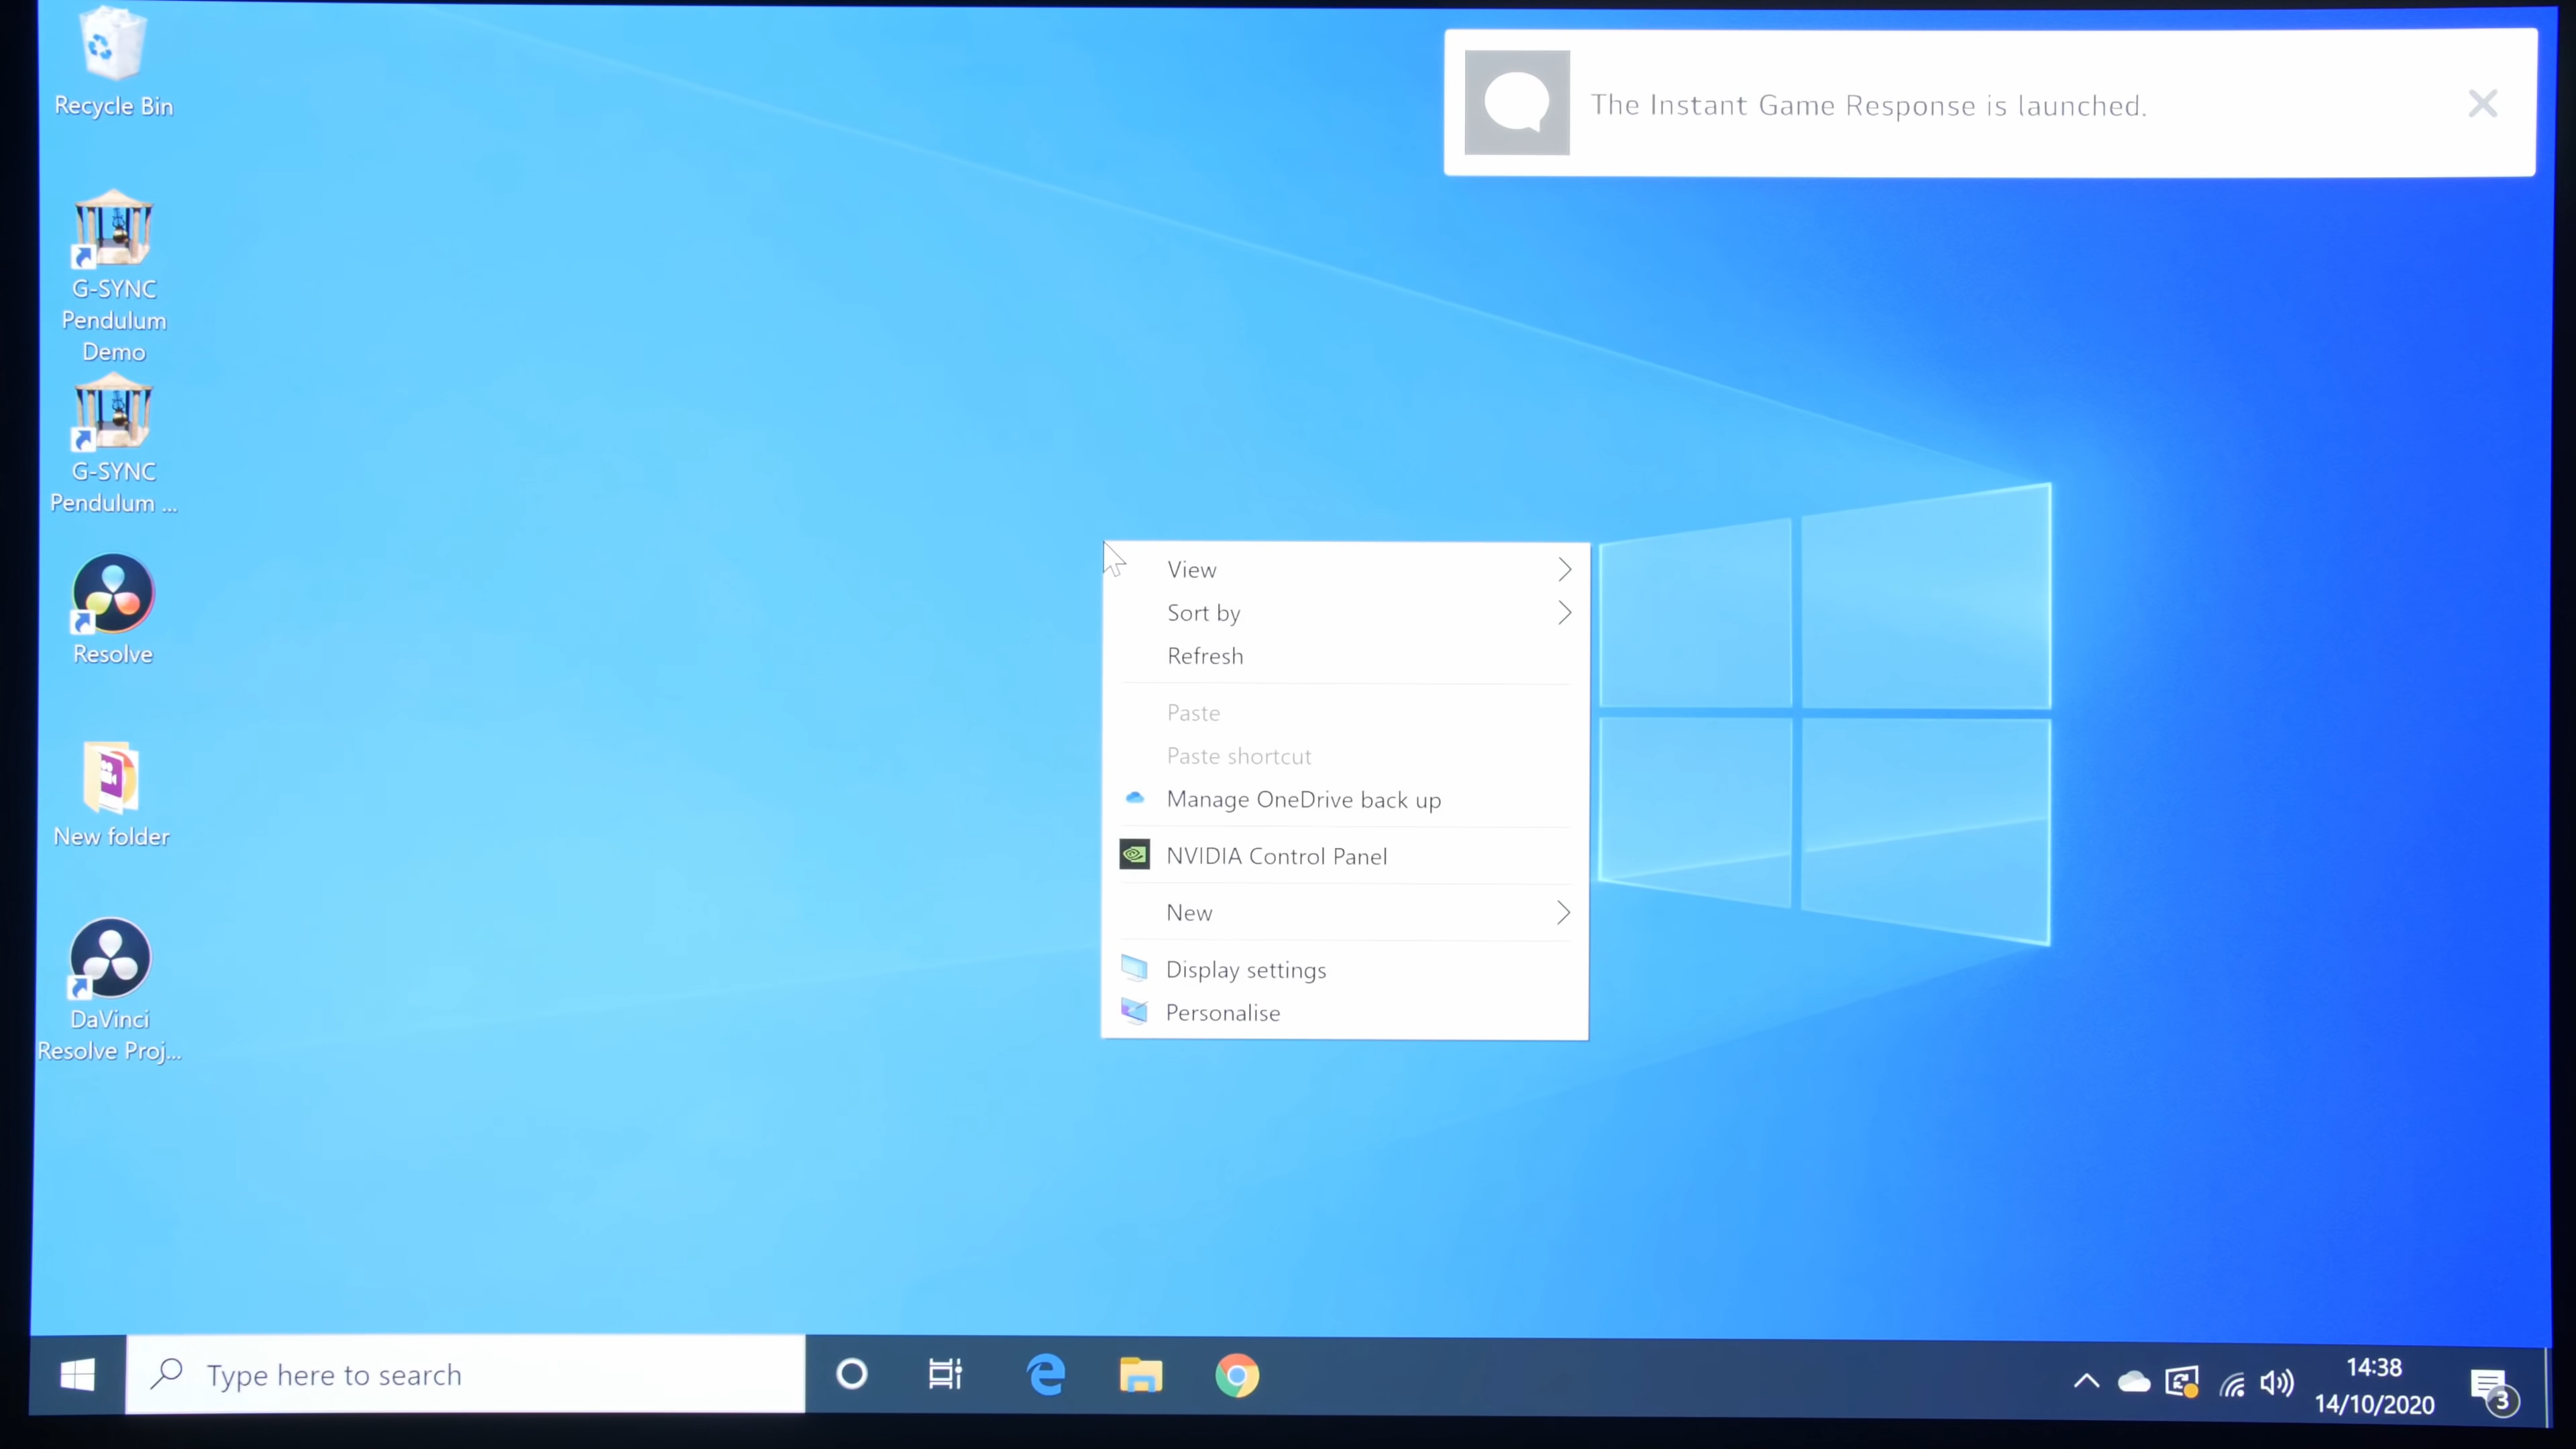 Recycle Bin
The Instant Game Response is launched.
G-SYNC
Pendulum
Demo
G-SYNC
Pendulum ...
Resolve
New folder
DaVinci
Resolve Proj...
View
Sort by
Refresh
Paste
Paste shortcut
Manage OneDrive back up
NVIDIA Control Panel
New
Display settings
Personalise
Type here to search
14:38
14/10/2020
3